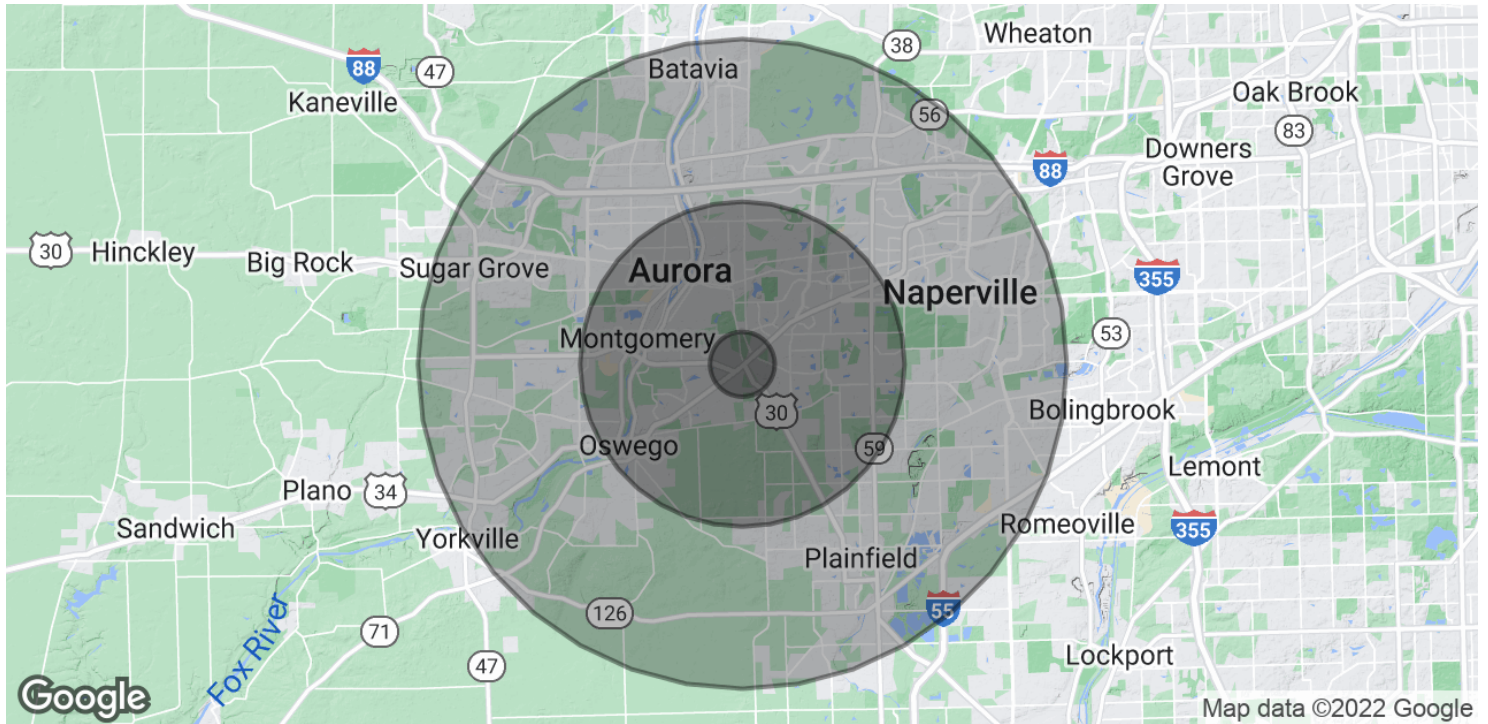 Wheaton
38
Batavia
88
47
Kaneville
Oak Brook
56
83
Downers
Grove
88
30
Hinckley
Big Rock
Sugar Grove
Aurora
Naperville
355
Montgomery
53
30
Bolingbrook
Oswego
59
Lemont
Plano
34
Sandwich
Yorkville
Romeoville
355
Plainfield
126
55
71
Fox River
47
Lockport
Google
Map data ©2022 Google